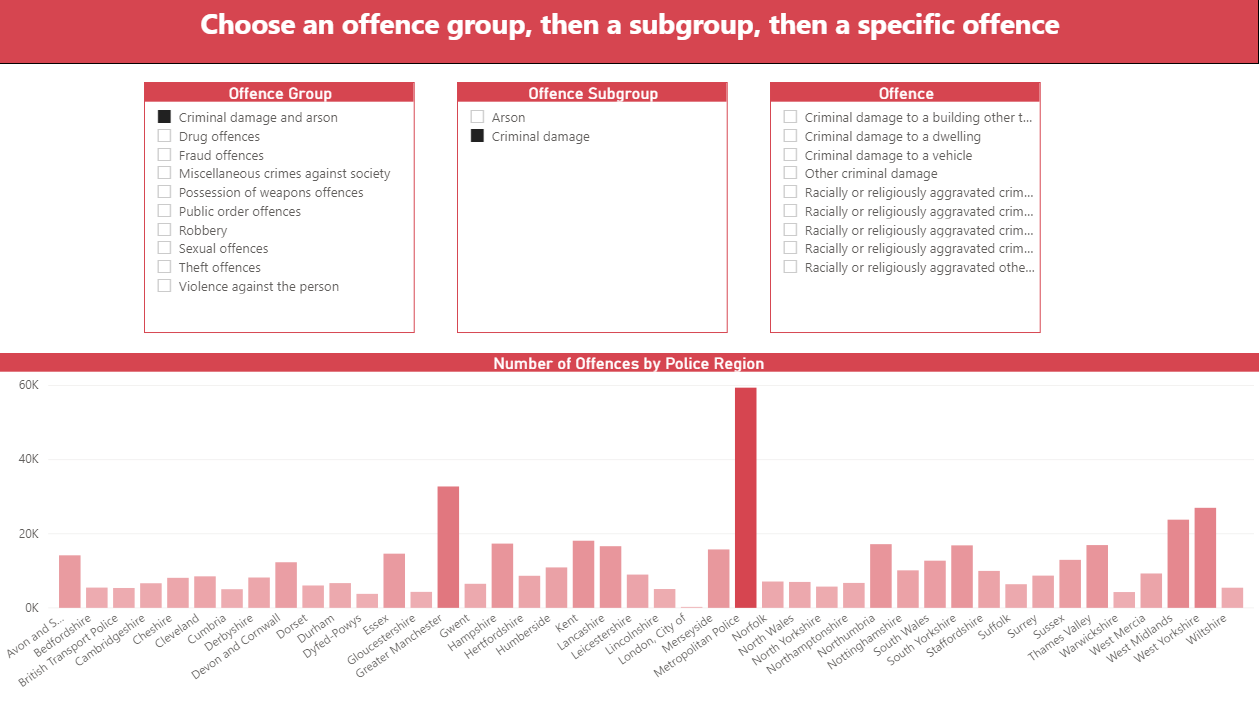 Choose an offence group, then a subgroup, then a specific offence
Offence Group
Criminal damage and arson
Drug offences
Fraud offences
Miscellaneous crimes against society
Possession of weapons offences
Public order offences
Robbery
Sexual offences
Theft offences
Violence against the person
Offence Subgroup
Arson
Criminal damage
Offence
Criminal damage to a building other t...
Criminal damage to a dwelling
Criminal damage to a vehicle
Other criminal damage
Racially or religiously aggravated crim...
Racially or religiously aggravated crim...
Racially or religiously aggravated crim...
Racially or religiously aggravated crim...
Racially or religiously aggravated othe...
Number of Offences by Police Region
60K
40K
20K
0K
Avon and S...
Bedfordshire
British Transport Police
Cambridgeshire
Cheshire
Cleveland
Cumbria
Derbyshire
Devon and Cornwall
Dorset
Durham
Dyfed-Powys
Essex
Gloucestershire
Greater Manchester
Gwent
Hampshire
Hertfordshire
Humberside
Kent
Lancashire
Leicestershire
Lincolnshire
London, City of
Merseyside
Metropolitan Police
Norfolk
North Wales
North Yorkshire
Northamptonshire
Northumbria
Nottinghamshire
South Wales
South Yorkshire
Staffordshire
Suffolk
Surrey
Sussex
Thames Valley
Warwickshire
West Mercia
West Midlands
West Yorkshire
Wiltshire